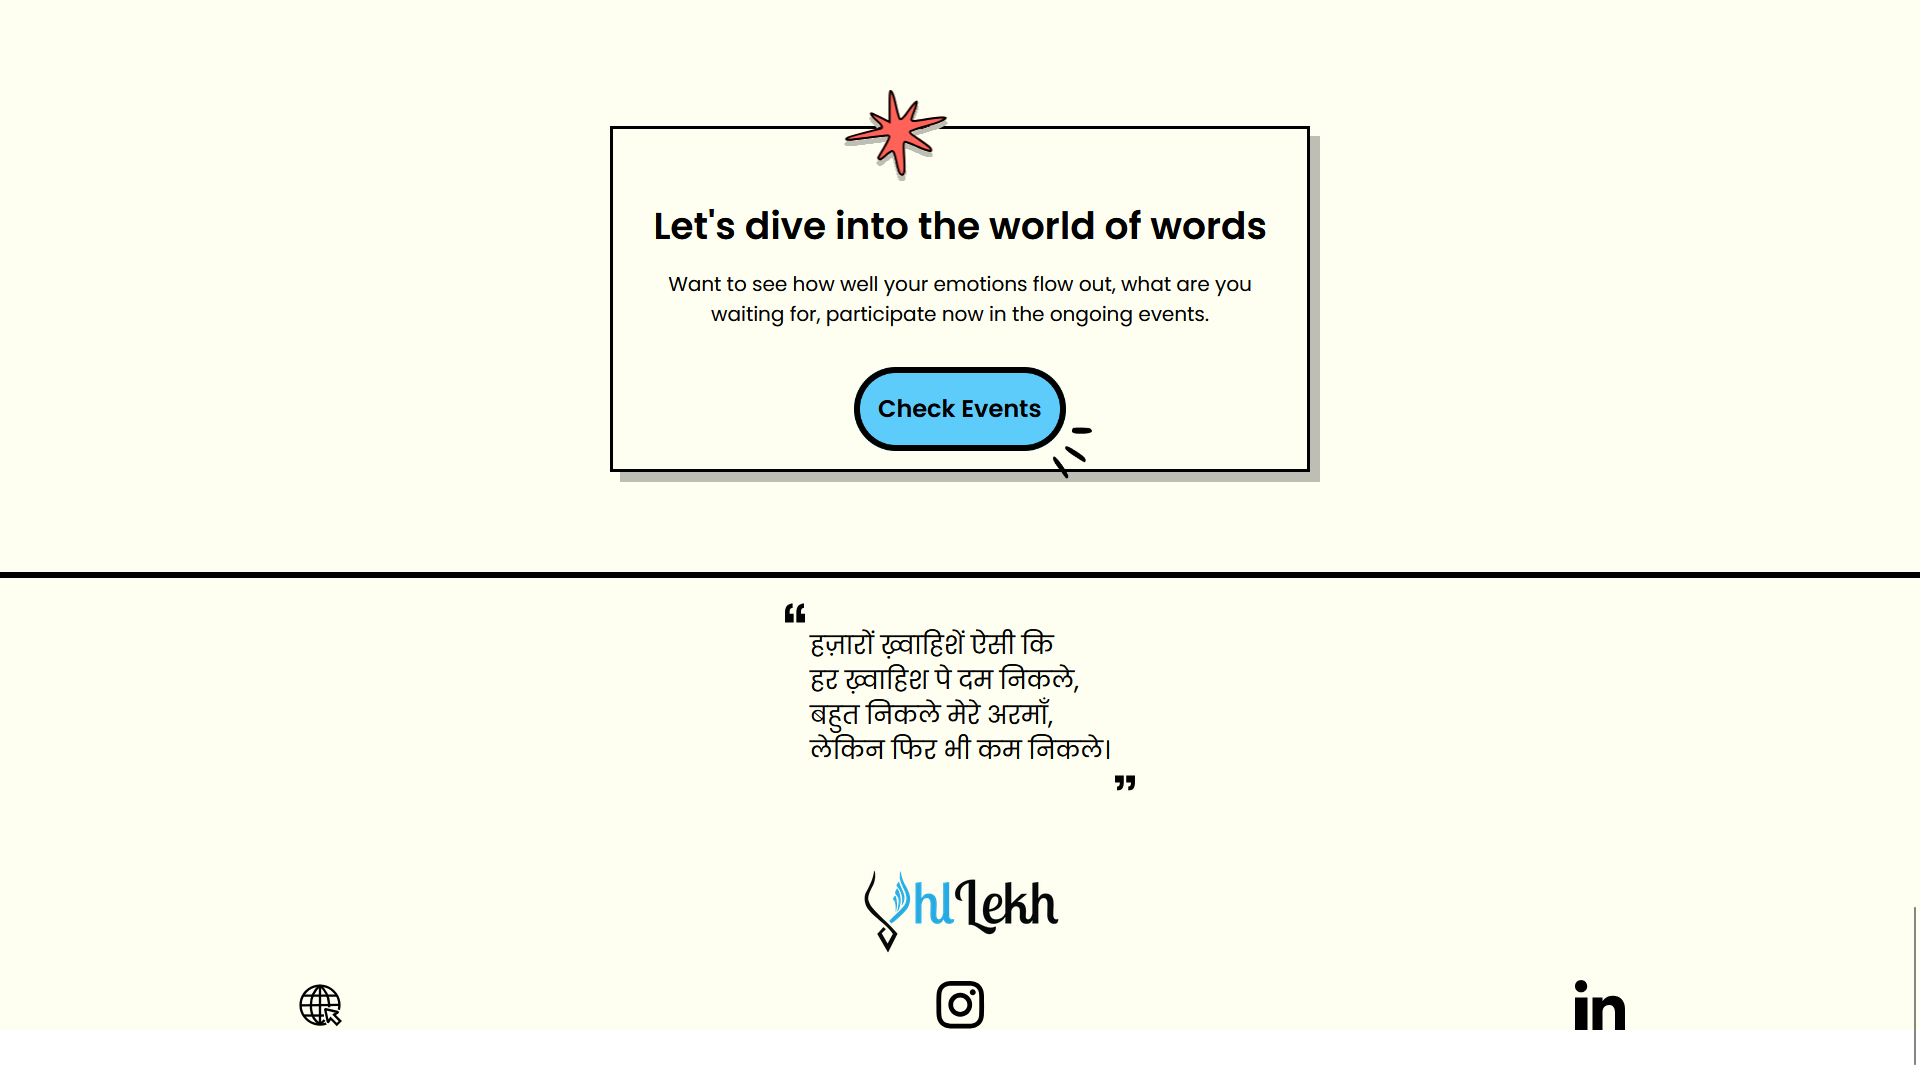 Let's dive into the world of words
Want to see how well your emotions flow out, what are you
waiting for, participate now in the ongoing events.
Check Events
“
हज़ारों ख़्वाहिशें ऐसी कि
हर ख़्वाहिश पे दम निकले,
बहुत निकले मेरे अरमाँ,
लेकिन फिर भी कम निकले।
”
hlLekh
in